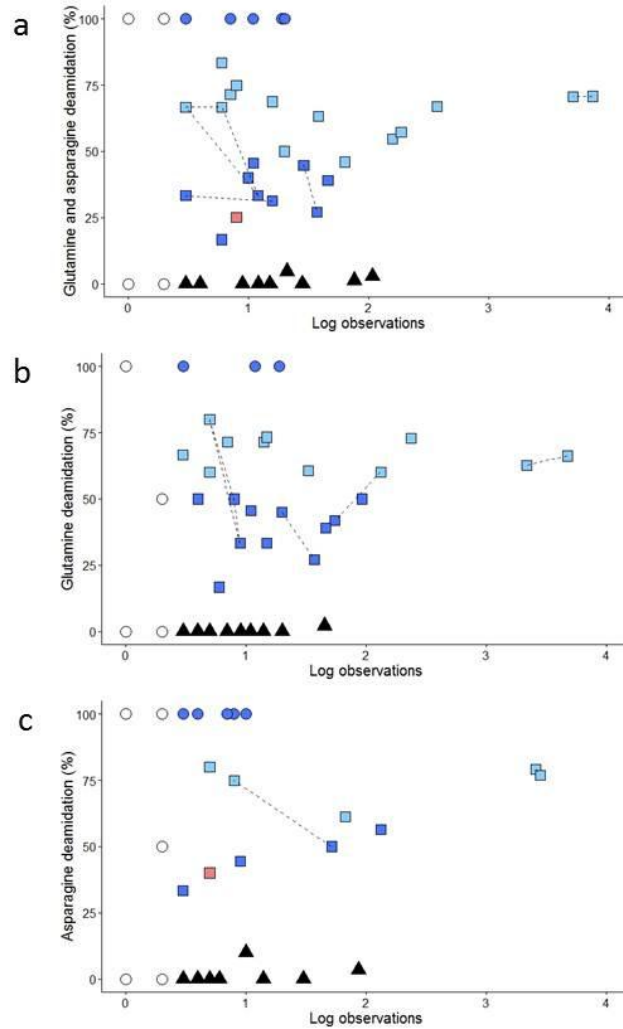 a
Glutamine and asparagine deamidation (%)
100
75
50
25
0
0 1 2 3 4
Log observations
b
Glutamine deamidation (%)
100
75
50
25
0
0 1 2 3 4
Log observations
c
Asparagine deamidation (%)
100
75
50
25
0
0 1 2 3 4
Log observations